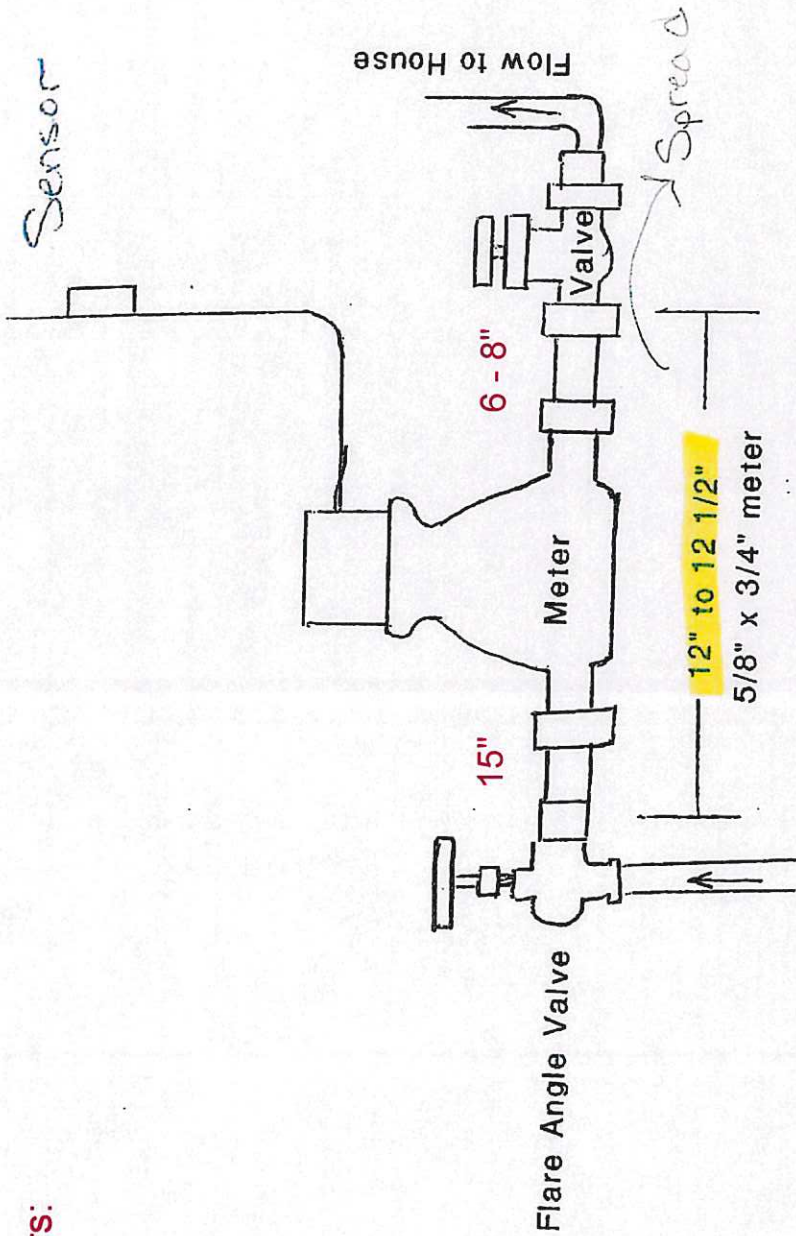 rs:
Sensor
Flow to House
Spread
6 - 8"
Valve
15"
Meter
12" to 12 1/2"
5/8" x 3/4" meter
Flare Angle Valve